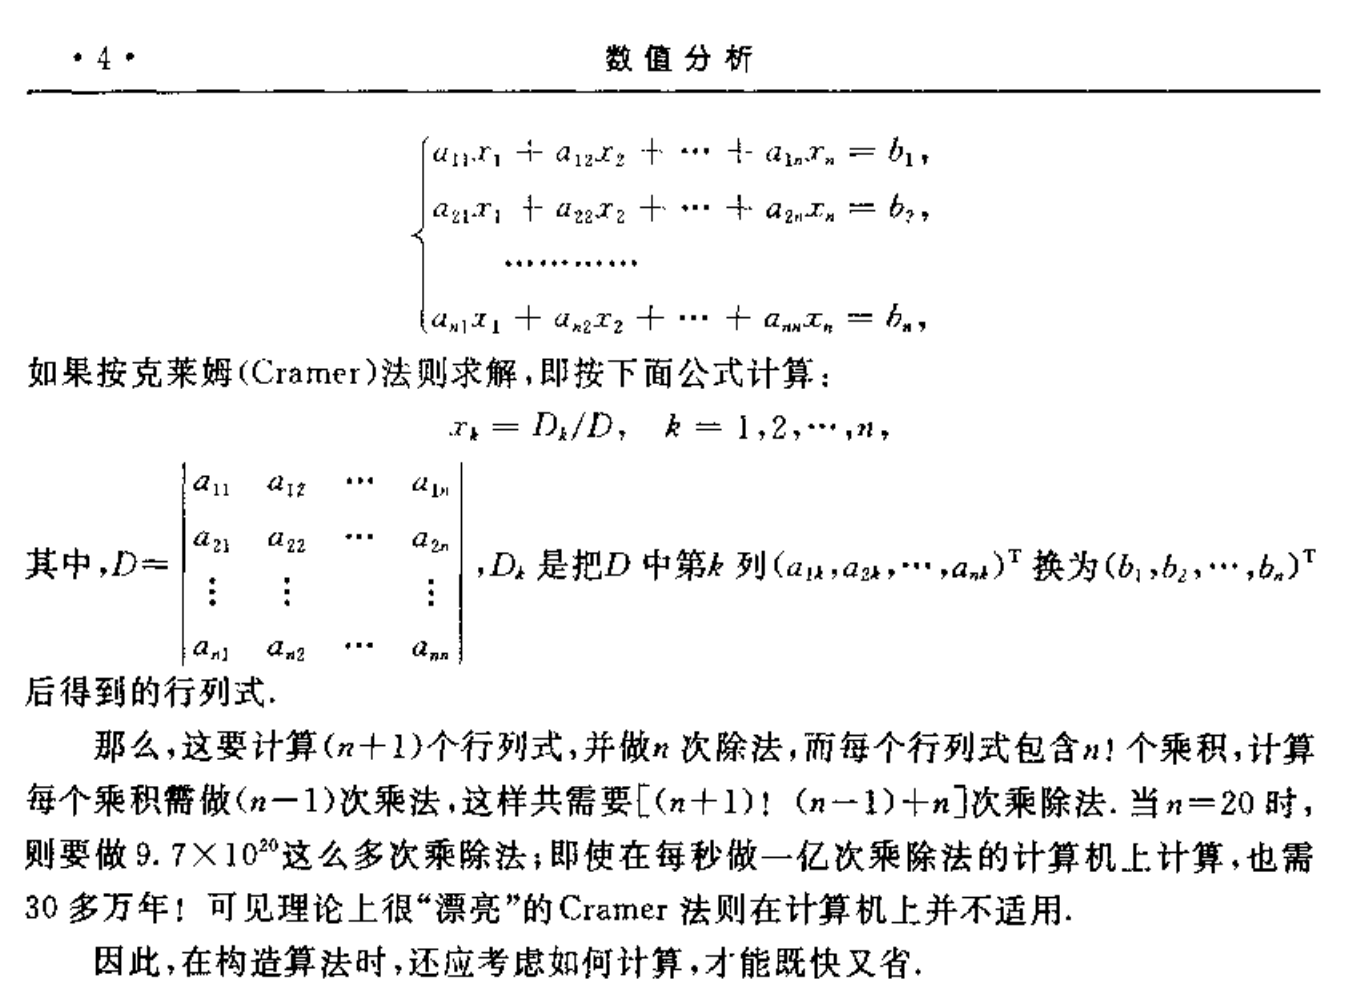 · 4 ·	数值分析
a₁₁x₁ + a₁₂x₂ + ⋯ + a₁ₙxₙ = b₁,
a₂₁x₁ + a₂₂x₂ + ⋯ + a₂ₙxₙ = b₂,
⋯⋯⋯⋯
aₙ₁x₁ + aₙ₂x₂ + ⋯ + aₙₙxₙ = bₙ,
如果按克莱姆(Cramer)法则求解,即按下面公式计算:
xₖ = Dₖ/D, k = 1,2,⋯,n,
a₁₁ a₁₂ ⋯ a₁ₙ
a₂₁ a₂₂ ⋯ a₂ₙ
其中,D= ,Dₖ 是把D 中第k 列(a₁ₖ,a₂ₖ,⋯,aₙₖ)ᵀ 换为(b₁,b₂,⋯,bₙ)ᵀ
⋮ ⋮ ⋮
aₙ₁ aₙ₂ ⋯ aₙₙ
后得到的行列式.
那么,这要计算(n+1)个行列式,并做n 次除法,而每个行列式包含n! 个乘积,计算
每个乘积需做(n-1)次乘法,这样共需要[(n+1)! (n-1)+n]次乘除法. 当n=20 时,
则要做 9.7×10²⁰这么多次乘除法;即使在每秒做一亿次乘除法的计算机上计算,也需
30 多万年! 可见理论上很“漂亮”的Cramer 法则在计算机上并不适用.
因此,在构造算法时,还应考虑如何计算,才能既快又省.